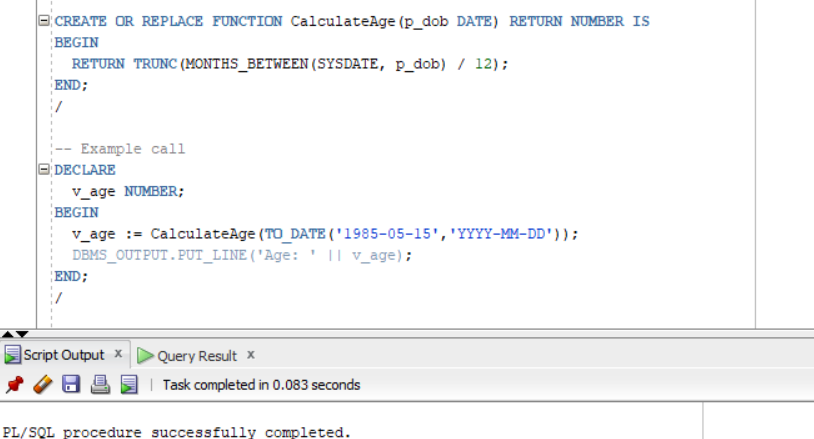 CREATE OR REPLACE FUNCTION CalculateAge(p_dob DATE) RETURN NUMBER IS
BEGIN
  RETURN TRUNC(MONTHS_BETWEEN(SYSDATE, p_dob) / 12);
END;
/
-- Example call
DECLARE
  v_age NUMBER;
BEGIN
  v_age := CalculateAge(TO_DATE('1985-05-15','YYYY-MM-DD'));
  DBMS_OUTPUT.PUT_LINE('Age: ' || v_age);
END;
/
Script Output x Query Result x
Task completed in 0.083 seconds
PL/SQL procedure successfully completed.